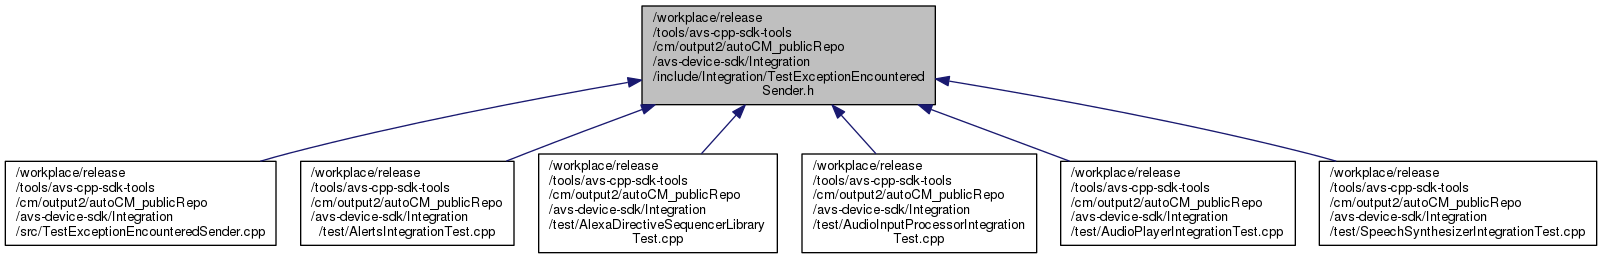 /workplace/release
/tools/avs-cpp-sdk-tools
/cm/output2/autoCM_publicRepo
/avs-device-sdk/Integration
/include/Integration/TestExceptionEncountered
Sender.h
/workplace/release
/tools/avs-cpp-sdk-tools
/cm/output2/autoCM_publicRepo
/avs-device-sdk/Integration
/src/TestExceptionEncounteredSender.cpp
/workplace/release
/tools/avs-cpp-sdk-tools
/cm/output2/autoCM_publicRepo
/avs-device-sdk/Integration
/test/AlertsIntegrationTest.cpp
/workplace/release
/tools/avs-cpp-sdk-tools
/cm/output2/autoCM_publicRepo
/avs-device-sdk/Integration
/test/AlexaDirectiveSequencerLibrary
Test.cpp
/workplace/release
/tools/avs-cpp-sdk-tools
/cm/output2/autoCM_publicRepo
/avs-device-sdk/Integration
/test/AudioInputProcessorIntegration
Test.cpp
/workplace/release
/tools/avs-cpp-sdk-tools
/cm/output2/autoCM_publicRepo
/avs-device-sdk/Integration
/test/AudioPlayerIntegrationTest.cpp
/workplace/release
/tools/avs-cpp-sdk-tools
/cm/output2/autoCM_publicRepo
/avs-device-sdk/Integration
/test/SpeechSynthesizerIntegrationTest.cpp